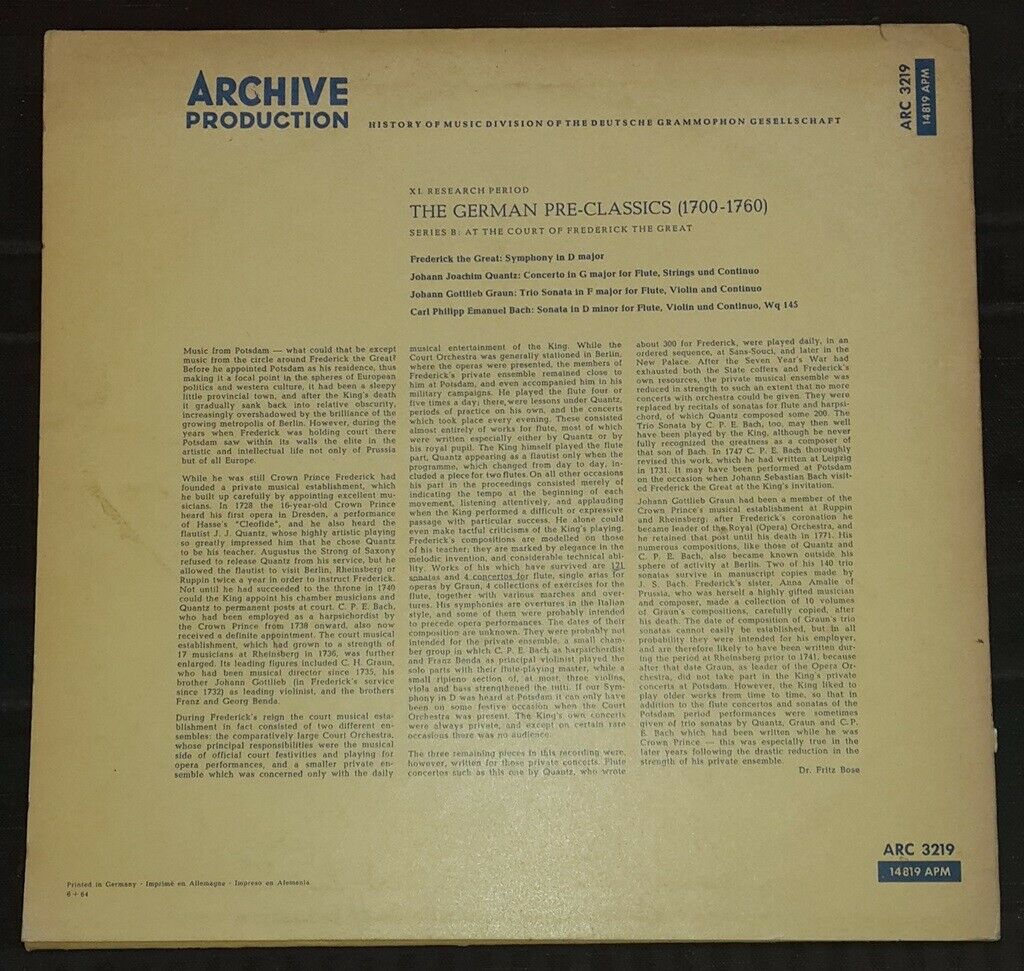 ARCHIVE
PRODUCTION
HISTORY OF MUSIC DIVISION OF THE DEUTSCHE GRAMMOPHON GESELLSCHAFT
ARC 3219
14 819 APM
XI. RESEARCH PERIOD
THE GERMAN PRE-CLASSICS (1700-1760)
SERIES B: AT THE COURT OF FREDERICK THE GREAT
Frederick the Great: Symphony in D major
Johann Joachim Quantz: Concerto in G major for Flute, Strings und Continuo
Johann Gottlieb Graun: Trio Sonata in F major for Flute, Violin and Continuo
Carl Philipp Emanuel Bach: Sonata in D minor for Flute, Violin und Continuo, Wq 145
Music from Potsdam — what could that be except
music from the circle around Frederick the Great?
Before he appointed Potsdam as his residence, thus
making it a focal point in the spheres of European
politics and western culture, it had been a sleepy
little provincial town, and after the King's death
it gradually sank back into relative obscurity,
increasingly overshadowed by the brilliance of the
growing metropolis of Berlin. However, during the
years when Frederick was holding court there
Potsdam saw within its walls the elite in the
artistic and intellectual life not only of Prussia
but of all Europe.
While he was still Crown Prince Frederick had
founded a private musical establishment, which
he built up carefully by appointing excellent mu-
sicians. In 1728 the 16-year-old Crown Prince
heard his first opera in Dresden, a performance
of Hasse's "Cleofide", and he also heard the
flautist J. J. Quantz, whose highly artistic playing
so greatly impressed him that he chose Quantz
to be his teacher. Augustus the Strong of Saxony
refused to release Quantz from his service, but he
allowed the flautist to visit Berlin, Rheinsberg or
Ruppin twice a year in order to instruct Frederick.
Not until he had succeeded to the throne in 1740
could the King appoint his chamber musicians and
Quantz to permanent posts at court. C. P. E. Bach,
who had been employed as a harpsichordist by
the Crown Prince from 1738 onward, also now
received a definite appointment. The court musical
establishment, which had grown to a strength of
17 musicians at Rheinsberg in 1736, was further
enlarged. Its leading figures included C. H. Graun,
who had been musical director since 1735, his
brother Johann Gottlieb (in Frederick's service
since 1732) as leading violinist, and the brothers
Franz and Georg Benda.
During Frederick's reign the court musical esta-
blishment in fact consisted of two different en-
sembles: the comparatively large Court Orchestra,
whose principal responsibilities were the musical
side of official court festivities and playing for
opera performances, and a smaller private en-
semble which was concerned only with the daily
musical entertainment of the King. While the
Court Orchestra was generally stationed in Berlin,
where the operas were presented, the members of
Frederick's private ensemble remained close to
him at Potsdam, and even accompanied him in his
military campaigns. He played the flute four or
five times a day; there were lessons under Quantz,
periods of practice on his own, and the concerts
which took place every evening. These consisted
almost entirely of works for flute, most of which
were written especially either by Quantz or by
his royal pupil. The King himself played the flute
part, Quantz appearing as a flautist only when the
programme, which changed from day to day, in-
cluded a piece for two flutes. On all other occasions
his part in the proceedings consisted merely of
indicating the tempo at the beginning of each
movement, listening attentively, and applauding
when the King performed a difficult or expressive
passage with particular success. He alone could
even make tactful criticisms of the King's playing.
Frederick's compositions are modelled on those
of his teacher; they are marked by elegance in the
melodic invention, and considerable technical abi-
lity. Works of his which have survived are 121
sonatas and 4 concertos for flute, single arias for
operas by Graun, 4 collections of exercises for the
flute, together with various marches and over-
tures. His symphonies are overtures in the Italian
style, and some of them were probably intended
to precede opera performances. The dates of their
composition are unknown. They were probably not
intended for the private ensemble, a small cham-
ber group in which C. P. E. Bach as harpsichordist
and Franz Benda as principal violinist played the
solo parts with their flute-playing master, while a
small ripieno section of, at most, three violins,
viola and bass strengthened the tutti. If our Sym-
phony in D was heard at Potsdam it can only have
been on some festive occasion when the Court
Orchestra was present. The King's own concerts
were always private, and except on certain rare
occasions there was no audience.
The three remaining pieces in this recording were,
however, written for those private concerts. Flute
concertos such as this one by Quantz, who wrote
about 300 for Frederick, were played daily, in an
ordered sequence, at Sans-Souci, and later in the
New Palace. After the Seven Year's War had
exhausted both the State coffers and Frederick's
own resources, the private musical ensemble was
reduced in strength to such an extent that no more
concerts with orchestra could be given. They were
replaced by recitals of sonatas for flute and harpsi-
chord, of which Quantz composed some 200. The
Trio Sonata by C. P. E. Bach, too, may then well
have been played by the King, although he never
fully recognized the greatness as a composer of
that son of Bach. In 1747 C. P. E. Bach thoroughly
revised this work, which he had written at Leipzig
in 1731. It may have been performed at Potsdam
on the occasion when Johann Sebastian Bach visit-
ed Frederick the Great at the King's invitation.
Johann Gottlieb Graun had been a member of the
Crown Prince's musical establishment at Ruppin
and Rheinsberg; after Frederick's coronation he
became leader of the Royal (Opera) Orchestra, and
he retained that post until his death in 1771. His
numerous compositions, like those of Quantz and
C. P. E. Bach, also became known outside his
sphere of activity at Berlin. Two of his 140 trio
sonatas survive in manuscript copies made by
J. S. Bach. Frederick's sister, Anna Amalie of
Prussia, who was herself a highly gifted musician
and composer, made a collection of 10 volumes
of Graun's compositions, carefully copied, after
his death. The date of composition of Graun's trio
sonatas cannot easily be established, but in all
probability they were intended for his employer,
and are therefore likely to have been written dur-
ing the period at Rheinsberg prior to 1741, because
after that date Graun, as leader of the Opera Or-
chestra, did not take part in the King's private
concerts at Potsdam. However, the King liked to
play older works from time to time, so that in
addition to the flute concertos and sonatas of the
Potsdam period performances were sometimes
given of trio sonatas by Quantz, Graun and C. P.
E. Bach which had been written while he was
Crown Prince — this was especially true in the
later years following the drastic reduction in the
strength of his private ensemble.
Dr. Fritz Bose
ARC 3219
14 819 APM
Printed in Germany · Imprimé en Allemagne · Impreso en Alemania
6 + 64